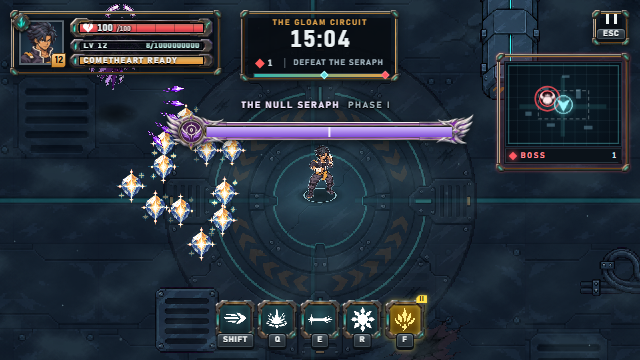 THE GLOAM CIRCUIT
15:04
1 | DEFEAT THE SERAPH
100 /100
LV 12 8/1000000000
COMETHEART READY
12
ESC
THE NULL SERAPH PHASE I
BOSS 1
SHIFT
Q
E
R
F